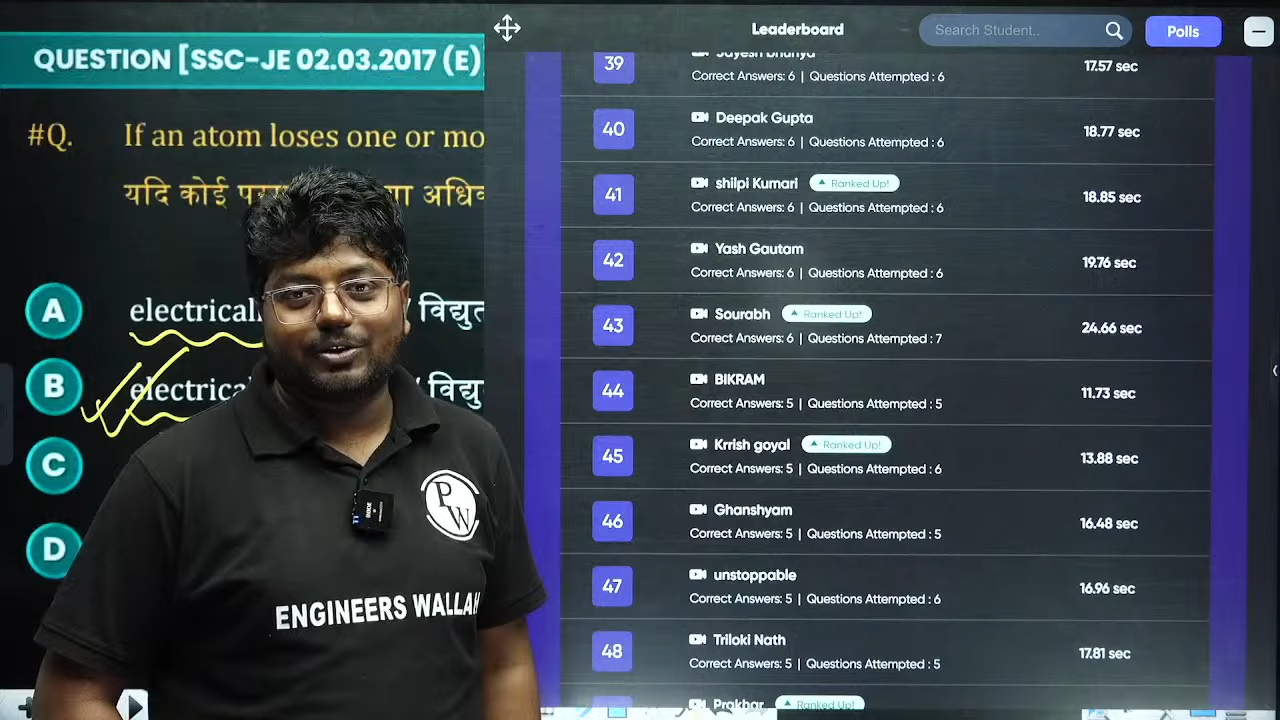 QUESTION [SSC-JE 02.03.2017 (E)
#Q. If an atom loses one or mo
यदि कोई अधिक
A electrical विद्युत
B electrical विद्यु
C
D
PW
ENGINEERS WALLAH
Leaderboard
Search Student..
Polls
39
Correct Answers: 6 | Questions Attempted : 6
17.57 sec
40 Deepak Gupta
Correct Answers: 6 | Questions Attempted : 6
18.77 sec
41 shilpi Kumari Ranked Up!
Correct Answers: 6 | Questions Attempted : 6
18.85 sec
42 Yash Gautam
Correct Answers: 6 | Questions Attempted : 6
19.76 sec
43 Sourabh Ranked Up!
Correct Answers: 6 | Questions Attempted : 7
24.66 sec
44 BIKRAM
Correct Answers: 5 | Questions Attempted : 5
11.73 sec
45 Krrish goyal Ranked Up!
Correct Answers: 5 | Questions Attempted : 6
13.88 sec
46 Ghanshyam
Correct Answers: 5 | Questions Attempted : 5
16.48 sec
47 unstoppable
Correct Answers: 5 | Questions Attempted : 6
16.96 sec
48 Triloki Nath
Correct Answers: 5 | Questions Attempted : 5
17.81 sec
Prakhar Ranked Up!